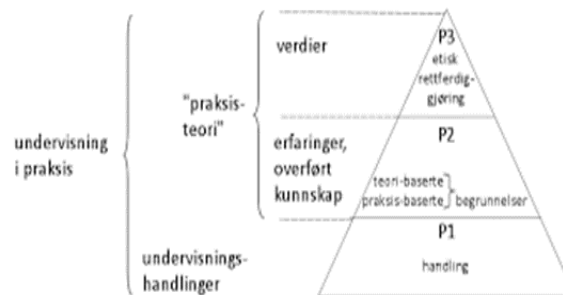 undervisning
i praksis
"praksis-
teori"
verdier
erfaringer,
overført
kunnskap
undervisnings-
handlinger
P3
etisk
rettferdig-
gjøring
P2
teori-baserte
praksis-baserte
begrunnelser
P1
handling